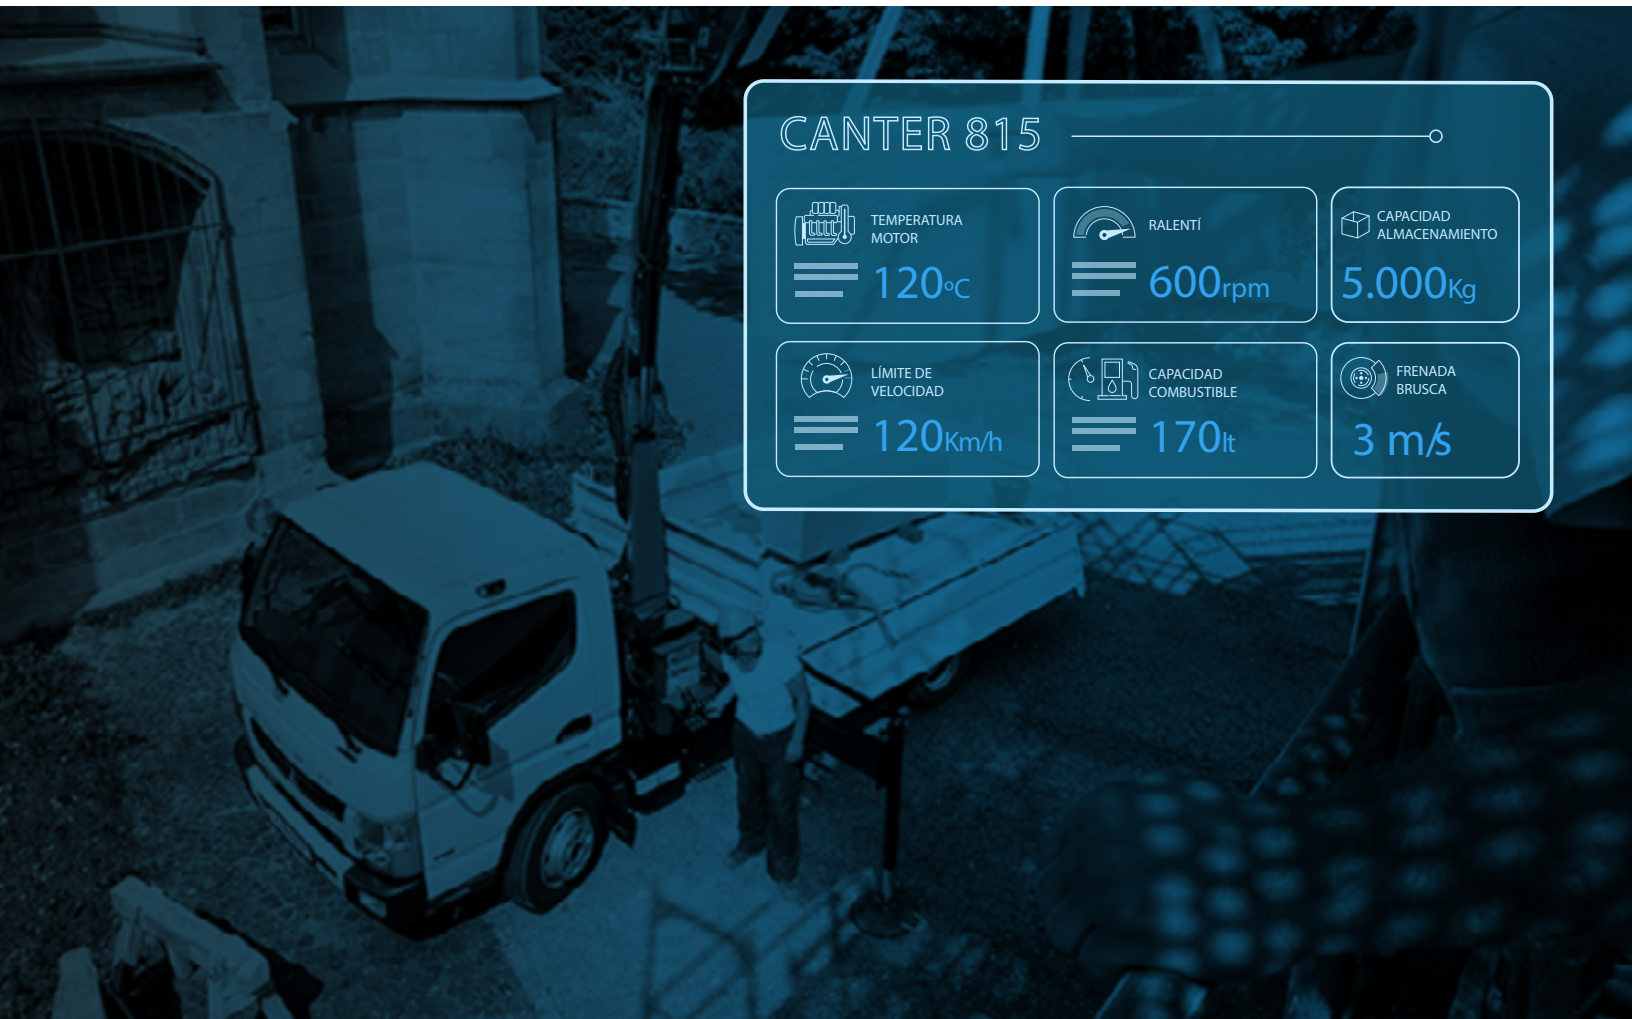 CANTER 815
TEMPERATURA
MOTOR
120ºC
RALENTÍ
600rpm
CAPACIDAD
ALMACENAMIENTO
5.000Kg
LÍMITE DE
VELOCIDAD
120Km/h
CAPACIDAD
COMBUSTIBLE
170lt
FRENADA
BRUSCA
3 m/s